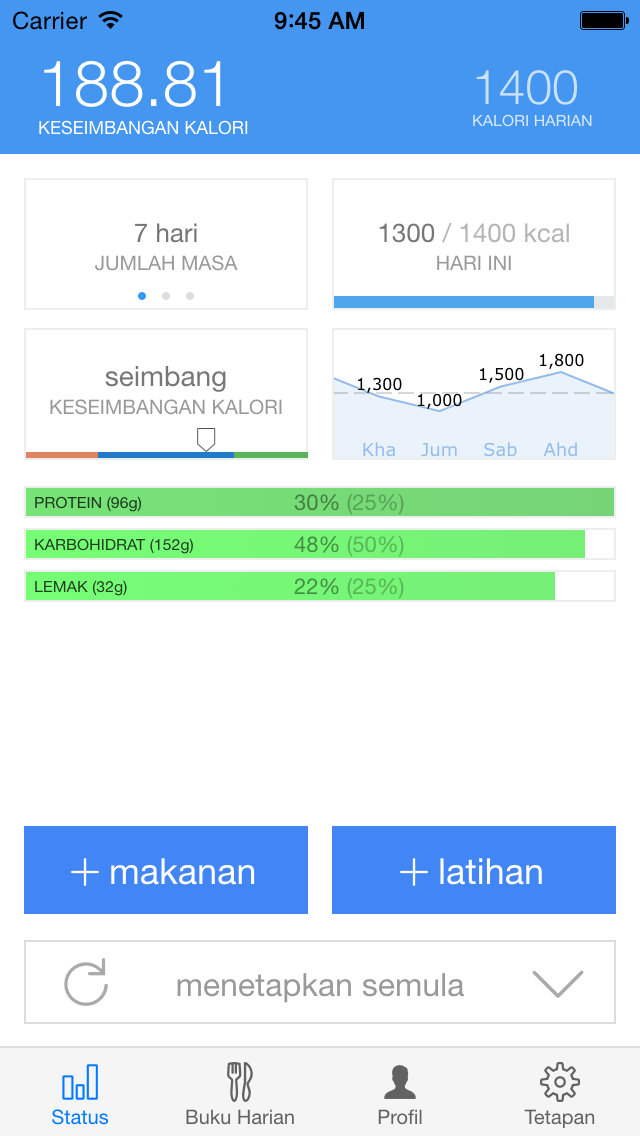 Carrier 9:45 AM
188.81
KESEIMBANGAN KALORI
1400
KALORI HARIAN
7 hari
JUMLAH MASA
1300 / 1400 kcal
HARI INI
seimbang
KESEIMBANGAN KALORI
1,300 1,000 1,500 1,800
Kha Jum Sab Ahd
PROTEIN (96g) 30% (25%)
KARBOHIDRAT (152g) 48% (50%)
LEMAK (32g) 22% (25%)
+ makanan
+ latihan
menetapkan semula
Status Buku Harian Profil Tetapan